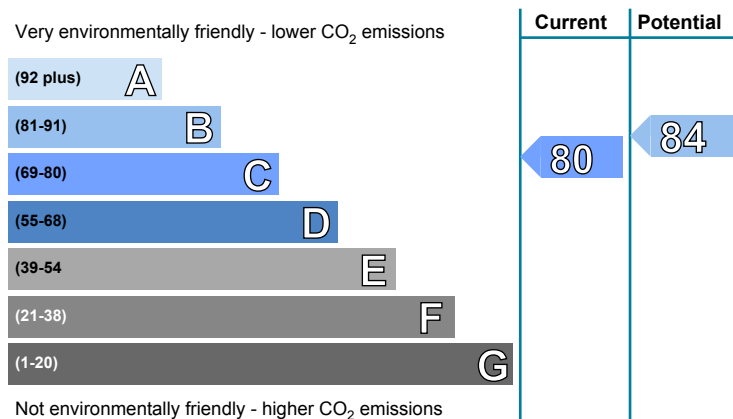 Very environmentally friendly - lower CO2 emissions
Current
Potential
(92 plus) A
(81-91) B
(69-80) C
(55-68) D
(39-54 E
(21-38) F
(1-20) G
80
84
Not environmentally friendly - higher CO2 emissions